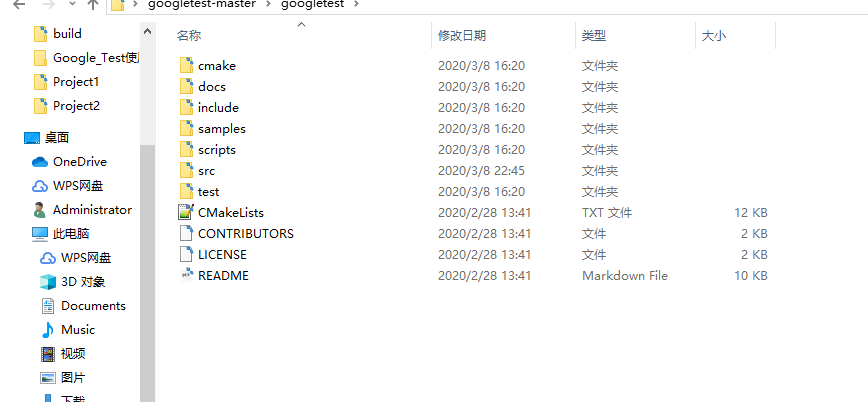 googletest-master > googletest >
build
Google_Test使用
Project1
Project2
桌面
OneDrive
WPS网盘
Administrator
此电脑
WPS网盘
3D 对象
Documents
Music
视频
图片
下载
名称 修改日期 类型 大小
cmake 2020/3/8 16:20 文件夹
docs 2020/3/8 16:20 文件夹
include 2020/3/8 16:20 文件夹
samples 2020/3/8 16:20 文件夹
scripts 2020/3/8 16:20 文件夹
src 2020/3/8 22:45 文件夹
test 2020/3/8 16:20 文件夹
CMakeLists 2020/2/28 13:41 TXT 文件 12 KB
CONTRIBUTORS 2020/2/28 13:41 文件 2 KB
LICENSE 2020/2/28 13:41 文件 2 KB
README 2020/2/28 13:41 Markdown File 10 KB